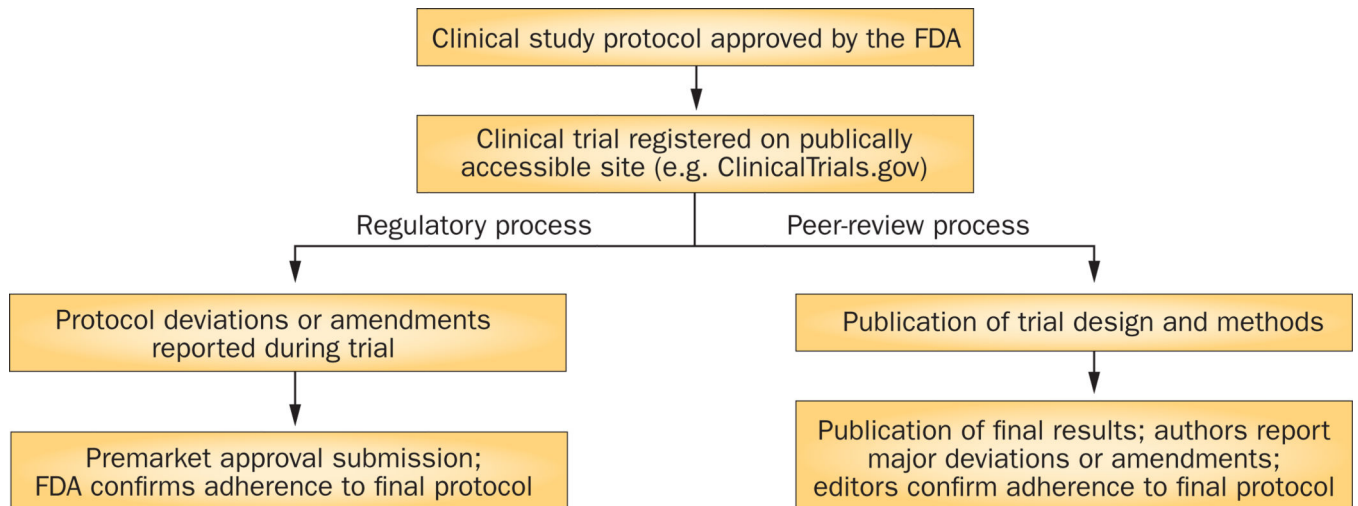 Clinical study protocol approved by the FDA
Clinical trial registered on publically
accessible site (e.g. ClinicalTrials.gov)
Regulatory process
Peer-review process
Protocol deviations or amendments
reported during trial
Publication of trial design and methods
Premarket approval submission;
FDA confirms adherence to final protocol
Publication of final results; authors report
major deviations or amendments;
editors confirm adherence to final protocol